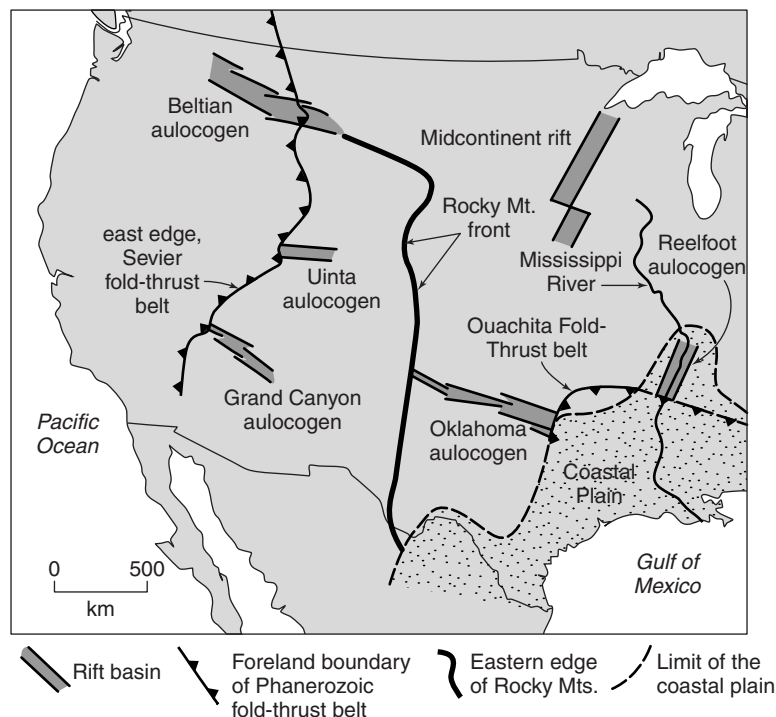 Beltian
aulocogen
Midcontinent rift
Rocky Mt.
front
east edge,
Sevier
fold-thrust
belt
Uinta
aulocogen
Mississippi
River
Reelfoot
aulocogen
Ouachita Fold-
Thrust belt
Grand Canyon
aulocogen
Oklahoma
aulocogen
Pacific
Ocean
Coastal
Plain
Gulf of
Mexico
0 500
km
Rift basin
Foreland boundary
of Phanerozoic
fold-thrust belt
Eastern edge
of Rocky Mts.
Limit of the
coastal plain